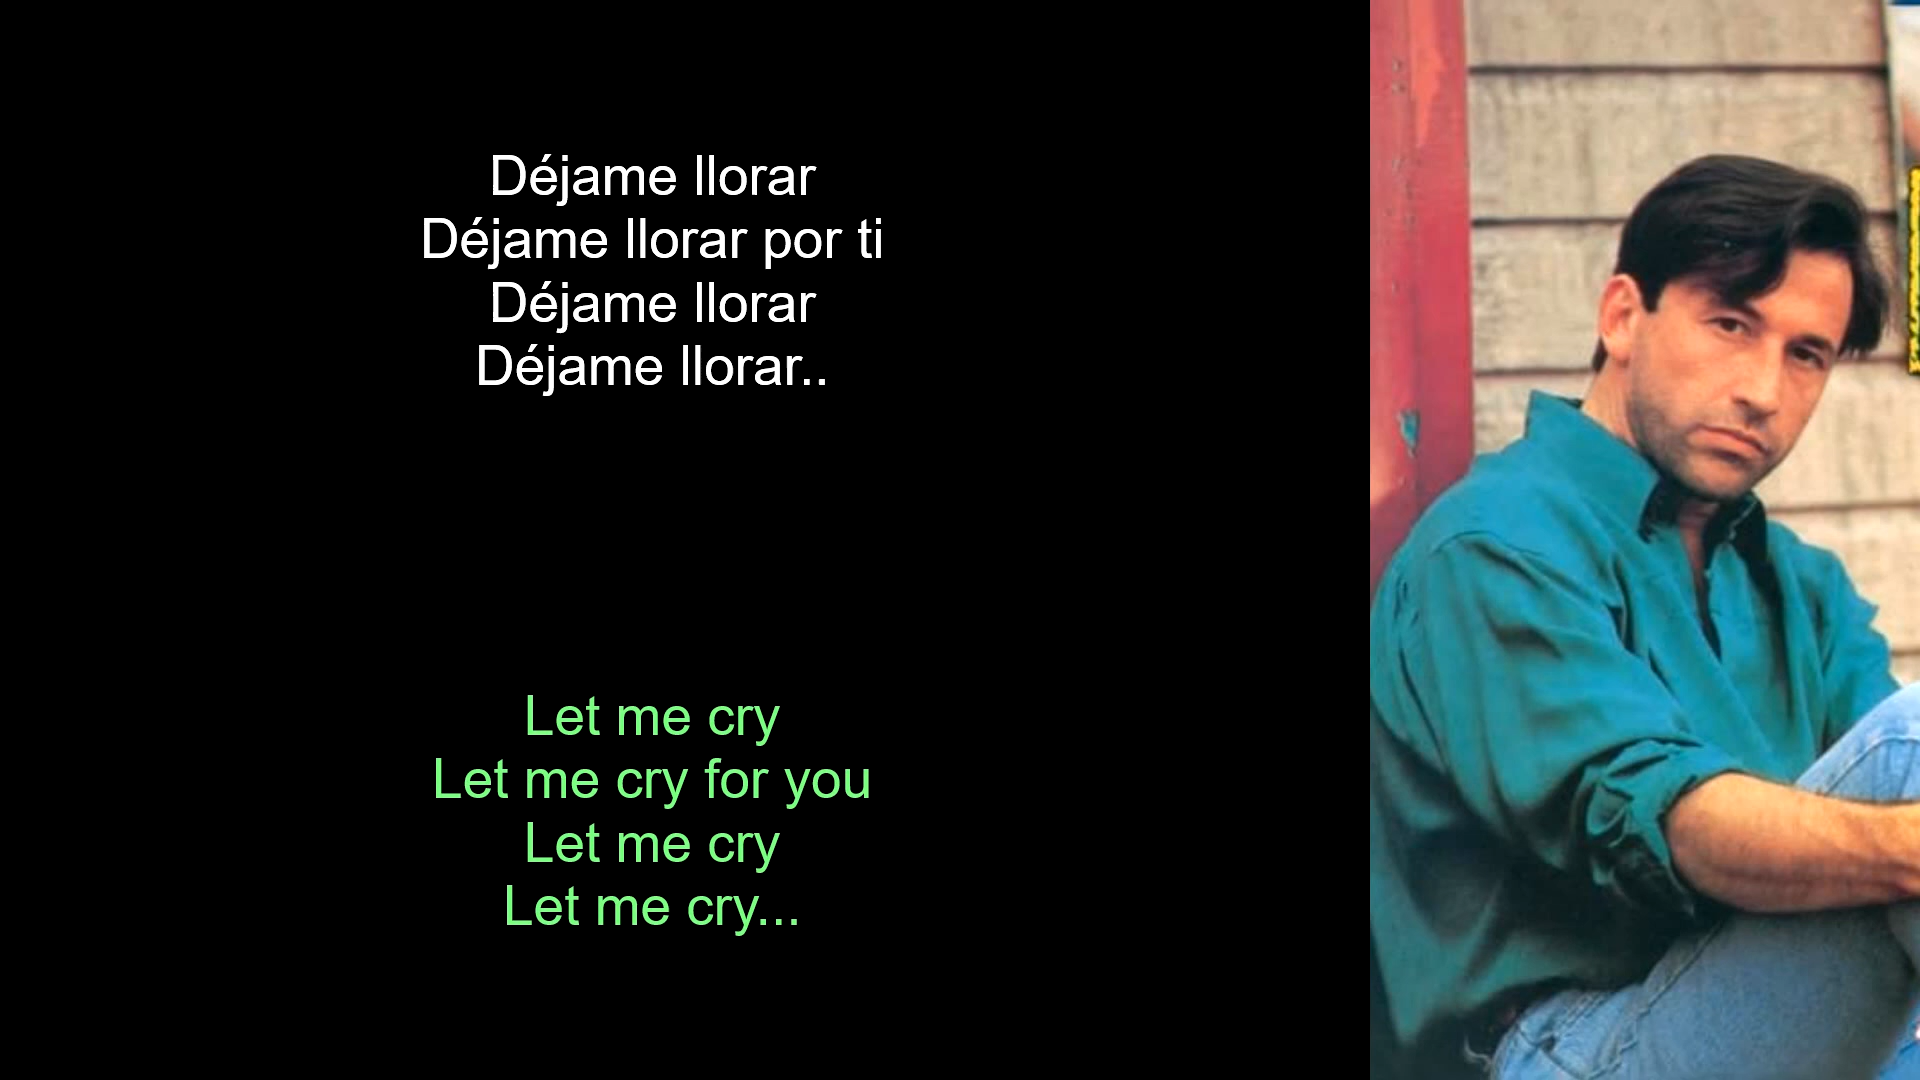 Déjame llorar
Déjame llorar por ti
Déjame llorar
Déjame llorar..
Let me cry
Let me cry for you
Let me cry
Let me cry...